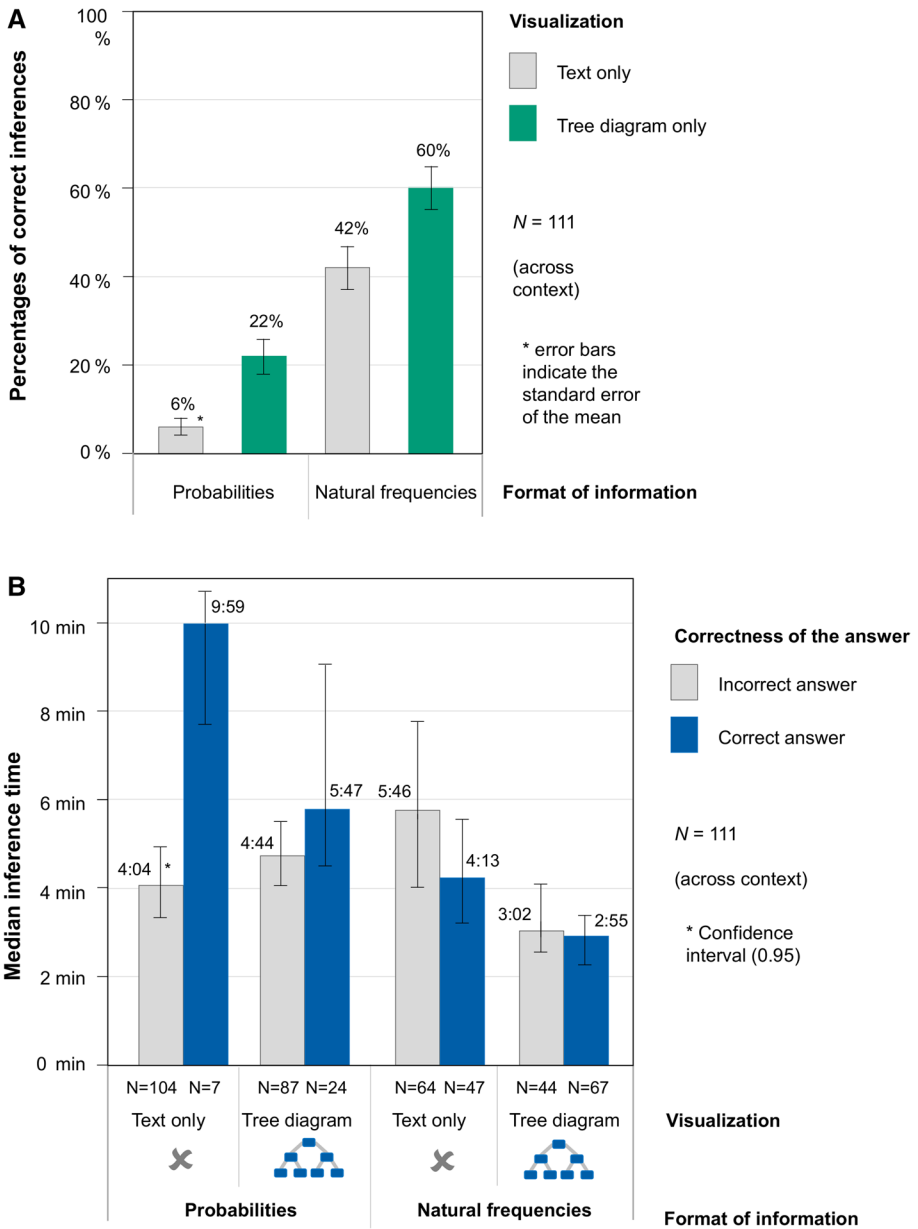 A
100
%
80 %
60 %
40 %
20 %
0 %
Percentages of correct inferences
6%
*
22%
42%
60%
Probabilities
Natural frequencies
Format of information
Visualization
Text only
Tree diagram only
N = 111
(across
context)
* error bars
indicate the
standard error
of the mean
B
10 min
8 min
6 min
4 min
2 min
0 min
Median inference time
4:04
*
9:59
4:44
5:47
5:46
4:13
3:02
2:55
N=104 N=7
N=87 N=24
N=64 N=47
N=44 N=67
Text only
Tree diagram
Text only
Tree diagram
Visualization
Probabilities
Natural frequencies
Format of information
Correctness of the answer
Incorrect answer
Correct answer
N = 111
(across context)
* Confidence
interval (0.95)